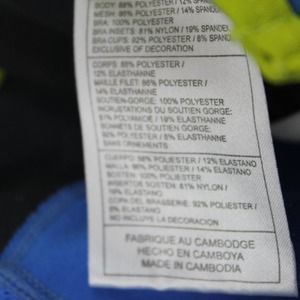 BODY: 88% POLYESTER / 12% SPANDEX
MESH: 86% POLYESTER / 14% SPANDEX
BRA: 100% POLYESTER
BRA INSETS: 81% NYLON / 19% SPANDEX
BRA CUPS: 92% POLYESTER / 8% SPANDEX
EXCLUSIVE OF DECORATION
CORPS: 88% POLYESTER /
12% ELASTHANNE
MAILLE FILET: 86% POLYESTER /
14% ELASTHANNE
SOUTIEN-GORGE: 100% POLYESTER
INCRUSTATIONS DU SOUTIEN GORGE :
81% POLYAMIDE / 19% ELASTHANNE
BONNETS DE SOUTIEN GORGE:
92% POLYESTER / 8% ELASTHANNE
SANS ORNEMENTS
CUERPO: 88% POLIESTER / 12% ELASTANO
MALLA: 86% POLIESTER / 14% ELASTANO
SOSTEN: 100% POLIESTER
INSERTOS SOSTEN: 81% NYLON /
19% ELASTANO
COPA DEL BRASSIERE: 92% POLIESTER /
8% ELASTANO
NO INCLUYE LA DECORACION
FABRIQUE AU CAMBODGE
HECHO EN CAMBOYA
MADE IN CAMBODIA